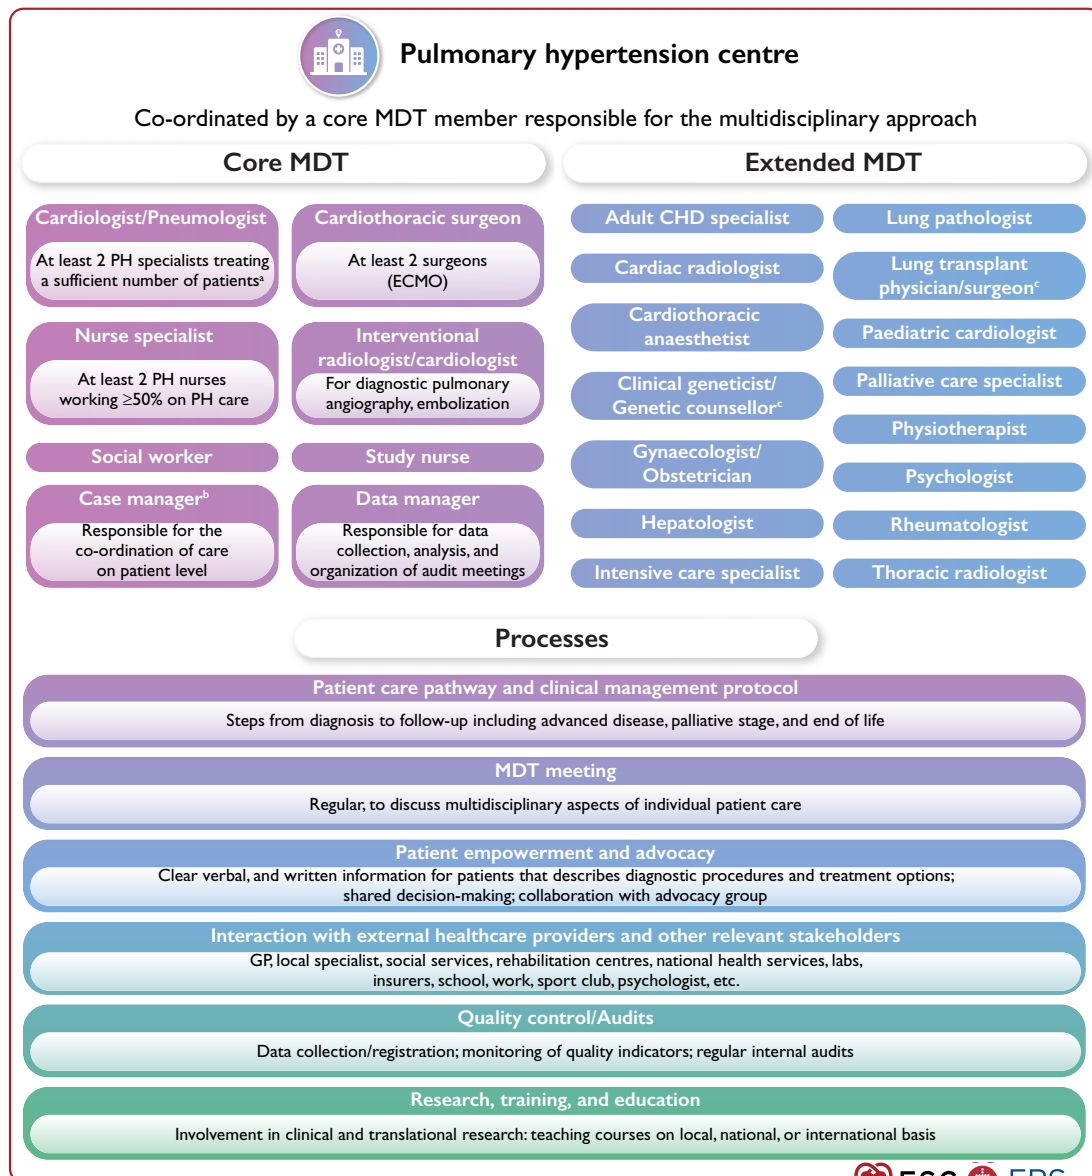 Pulmonary hypertension centre
Co-ordinated by a core MDT member responsible for the multidisciplinary approach
Core MDT
Cardiologist/Pneumologist
At least 2 PH specialists treating
a sufficient number of patientsᵃ
Cardiothoracic surgeon
At least 2 surgeons
(ECMO)
Nurse specialist
At least 2 PH nurses
working ≥50% on PH care
Interventional
radiologist/cardiologist
For diagnostic pulmonary
angiography, embolization
Social worker
Study nurse
Case managerᵇ
Responsible for the
co-ordination of care
on patient level
Data manager
Responsible for data
collection, analysis, and
organization of audit meetings
Extended MDT
Adult CHD specialist
Cardiac radiologist
Cardiothoracic
anaesthetist
Clinical geneticist/
Genetic counsellorᶜ
Gynaecologist/
Obstetrician
Hepatologist
Intensive care specialist
Lung pathologist
Lung transplant
physician/surgeonᶜ
Paediatric cardiologist
Palliative care specialist
Physiotherapist
Psychologist
Rheumatologist
Thoracic radiologist
Processes
Patient care pathway and clinical management protocol
Steps from diagnosis to follow-up including advanced disease, palliative stage, and end of life
MDT meeting
Regular, to discuss multidisciplinary aspects of individual patient care
Patient empowerment and advocacy
Clear verbal, and written information for patients that describes diagnostic procedures and treatment options;
shared decision-making; collaboration with advocacy group
Interaction with external healthcare providers and other relevant stakeholders
GP, local specialist, social services, rehabilitation centres, national health services, labs,
insurers, school, work, sport club, psychologist, etc.
Quality control/Audits
Data collection/registration; monitoring of quality indicators; regular internal audits
Research, training, and education
Involvement in clinical and translational research: teaching courses on local, national, or international basis
ESC ERS